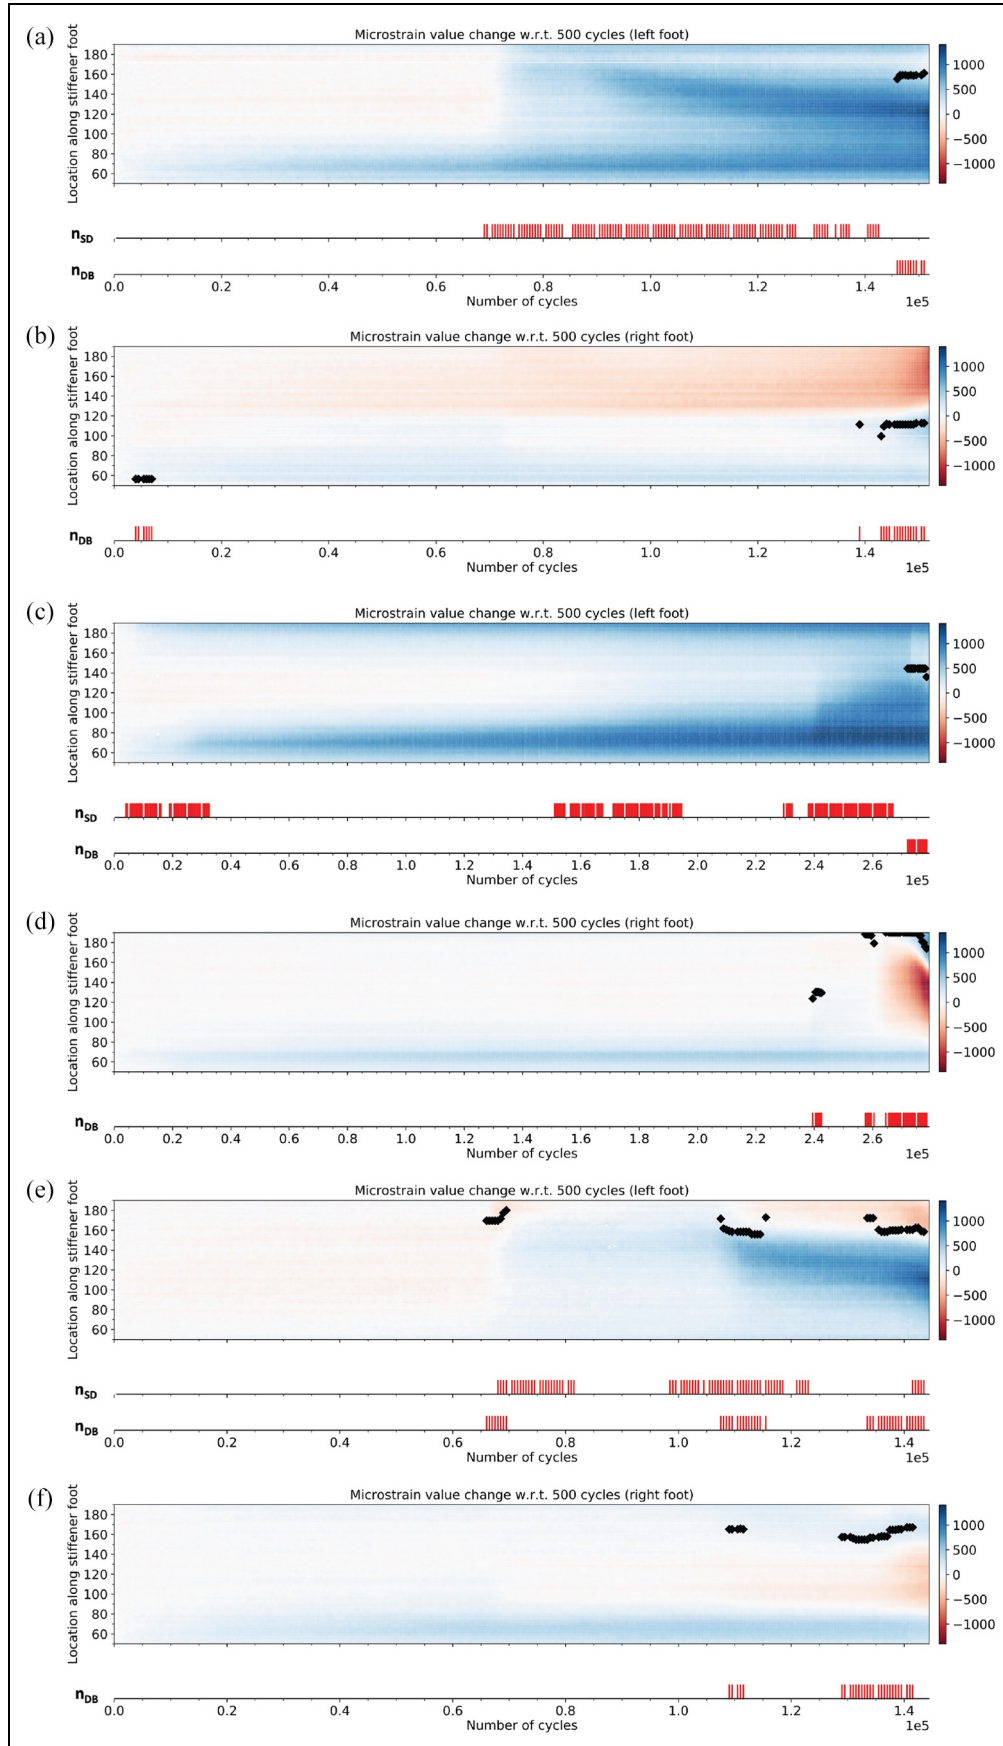 (a)
Microstrain value change w.r.t. 500 cycles (left foot)
Location along stiffener foot
180
160
140
120
100
80
60
1000
500
0
−500
−1000
nSD
nDB
0.0 0.2 0.4 0.6 0.8 1.0 1.2 1.4
Number of cycles
1e5
(b)
Microstrain value change w.r.t. 500 cycles (right foot)
Location along stiffener foot
180
160
140
120
100
80
60
1000
500
0
−500
−1000
nDB
0.0 0.2 0.4 0.6 0.8 1.0 1.2 1.4
Number of cycles
1e5
(c)
Microstrain value change w.r.t. 500 cycles (left foot)
Location along stiffener foot
180
160
140
120
100
80
60
1000
500
0
−500
−1000
nSD
nDB
0.0 0.2 0.4 0.6 0.8 1.0 1.2 1.4 1.6 1.8 2.0 2.2 2.4 2.6
Number of cycles
1e5
(d)
Microstrain value change w.r.t. 500 cycles (right foot)
Location along stiffener foot
180
160
140
120
100
80
60
1000
500
0
−500
−1000
nDB
0.0 0.2 0.4 0.6 0.8 1.0 1.2 1.4 1.6 1.8 2.0 2.2 2.4 2.6
Number of cycles
1e5
(e)
Microstrain value change w.r.t. 500 cycles (left foot)
Location along stiffener foot
180
160
140
120
100
80
60
1000
500
0
−500
−1000
nSD
nDB
0.0 0.2 0.4 0.6 0.8 1.0 1.2 1.4
Number of cycles
1e5
(f)
Microstrain value change w.r.t. 500 cycles (right foot)
Location along stiffener foot
180
160
140
120
100
80
60
1000
500
0
−500
−1000
nDB
0.0 0.2 0.4 0.6 0.8 1.0 1.2 1.4
Number of cycles
1e5